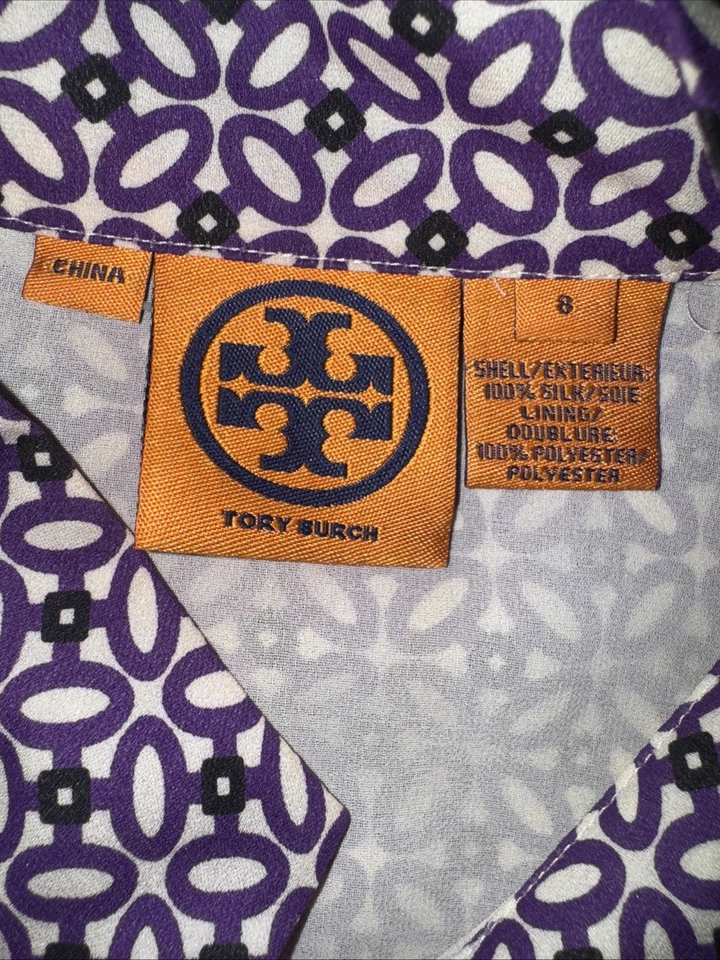 CHINA
TORY BURCH
8
SHELL/EXTERIEUR:
100% SILK/SOIE
LINING/
DOUBLURE:
100% POLYESTER/
POLYESTER